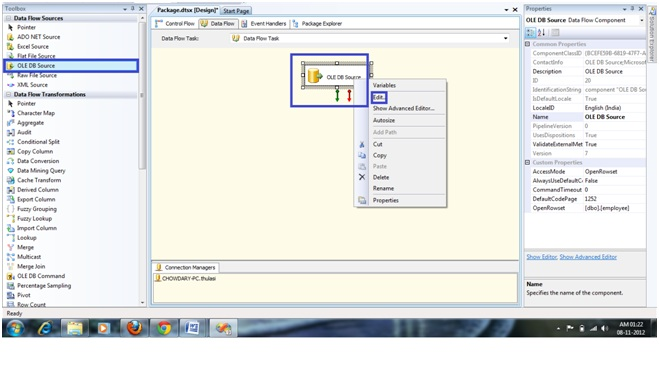 Toolbox
Data Flow Sources
Pointer
ADO NET Source
Excel Source
Flat File Source
OLE DB Source
Raw File Source
XML Source
Data Flow Transformations
Pointer
Character Map
Aggregate
Audit
Conditional Split
Copy Column
Data Conversion
Data Mining Query
Cache Transform
Derived Column
Export Column
Fuzzy Grouping
Fuzzy Lookup
Import Column
Lookup
Merge
Multicast
Merge Join
OLE DB Command
Percentage Sampling
Pivot
Row Count
Package.dtsx [Design]* Start Page
Control Flow Data Flow Event Handlers Package Explorer
Data Flow Task: Data Flow Task
OLE DB Source
Variables
Edit...
Show Advanced Editor...
Autosize
Add Path
Cut
Copy
Paste
Delete
Rename
Properties
Connection Managers
CHOWDARY-PC.thulasi
Properties
OLE DB Source Data Flow Component
Common Properties
ComponentClassID {BCEFE59B-6819-47F7-A
ContactInfo OLE DB Source;Microsof
Description OLE DB Source
ID 20
IdentificationString component "OLE DB S
IsDefaultLocale True
LocaleID English (India)
Name OLE DB Source
PipelineVersion 0
UsesDispositions True
ValidateExternalMet True
Version 7
Custom Properties
AccessMode OpenRowset
AlwaysUseDefaultCo False
CommandTimeout 0
DefaultCodePage 1252
OpenRowset [dbo].[employee]
Show Editor, Show Advanced Editor
Name
Specifies the name of the component.
Solution Explorer
Ready
AM 01:22
08-11-2012